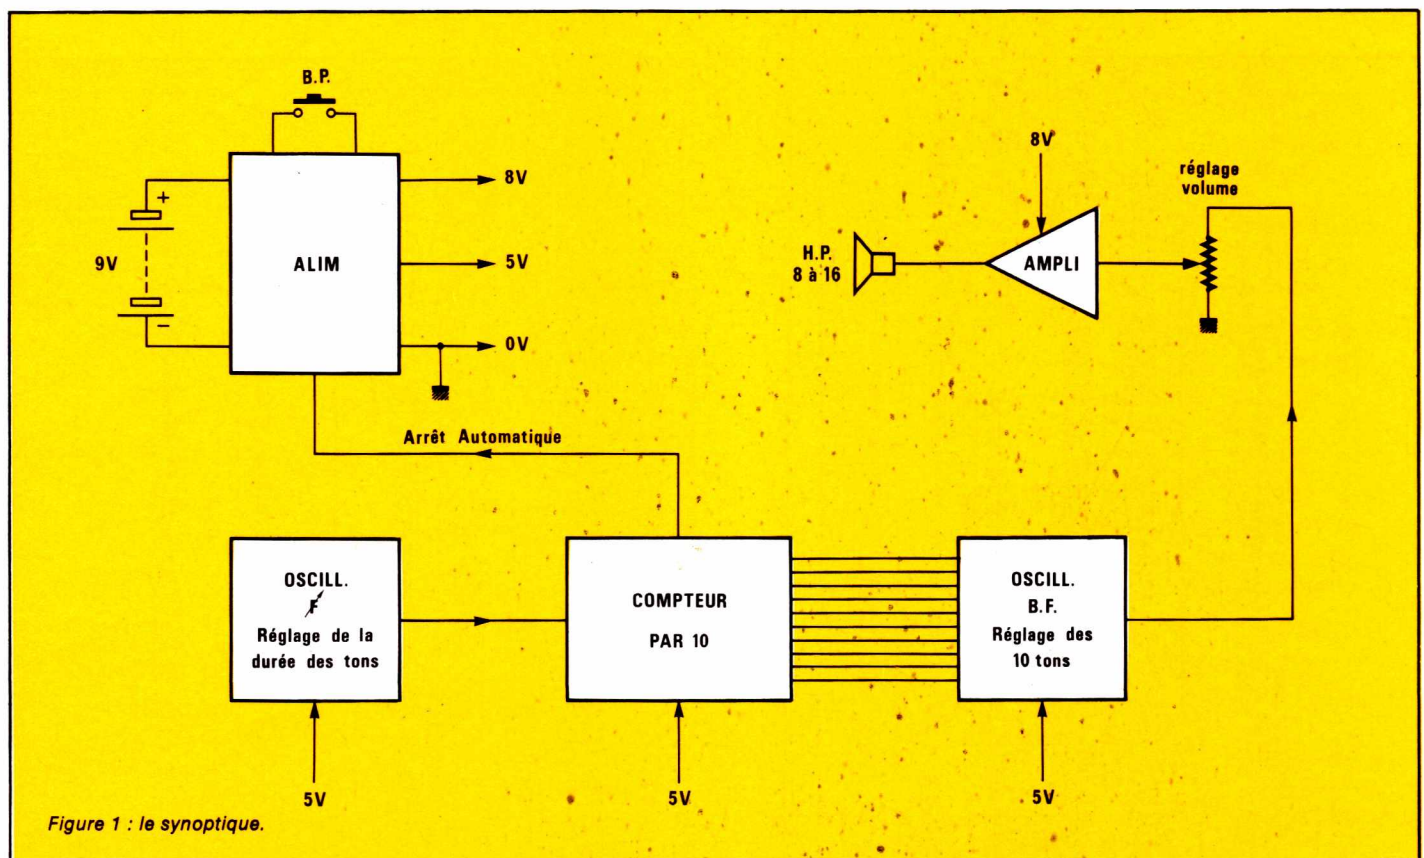 B.P.
9V
+
−
ALIM
8V
5V
0V
Arrêt Automatique
8V
réglage
volume
H.P.
8 à 16
AMPLI
OSCILL.
F
Réglage de la
durée des tons
5V
COMPTEUR
PAR 10
5V
OSCILL.
B.F.
Réglage des
10 tons
5V
Figure 1 : le synoptique.